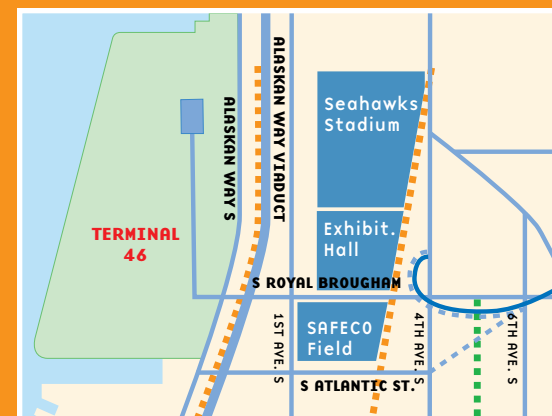 ALASKAN WAY VIADUCT
ALASKAN WAY S
Seahawks
Stadium
TERMINAL
46
Exhibit.
Hall
S ROYAL BROUGHAM
1ST AVE. S
SAFECO
Field
4TH AVE. S
6TH AVE. S
S ATLANTIC ST.